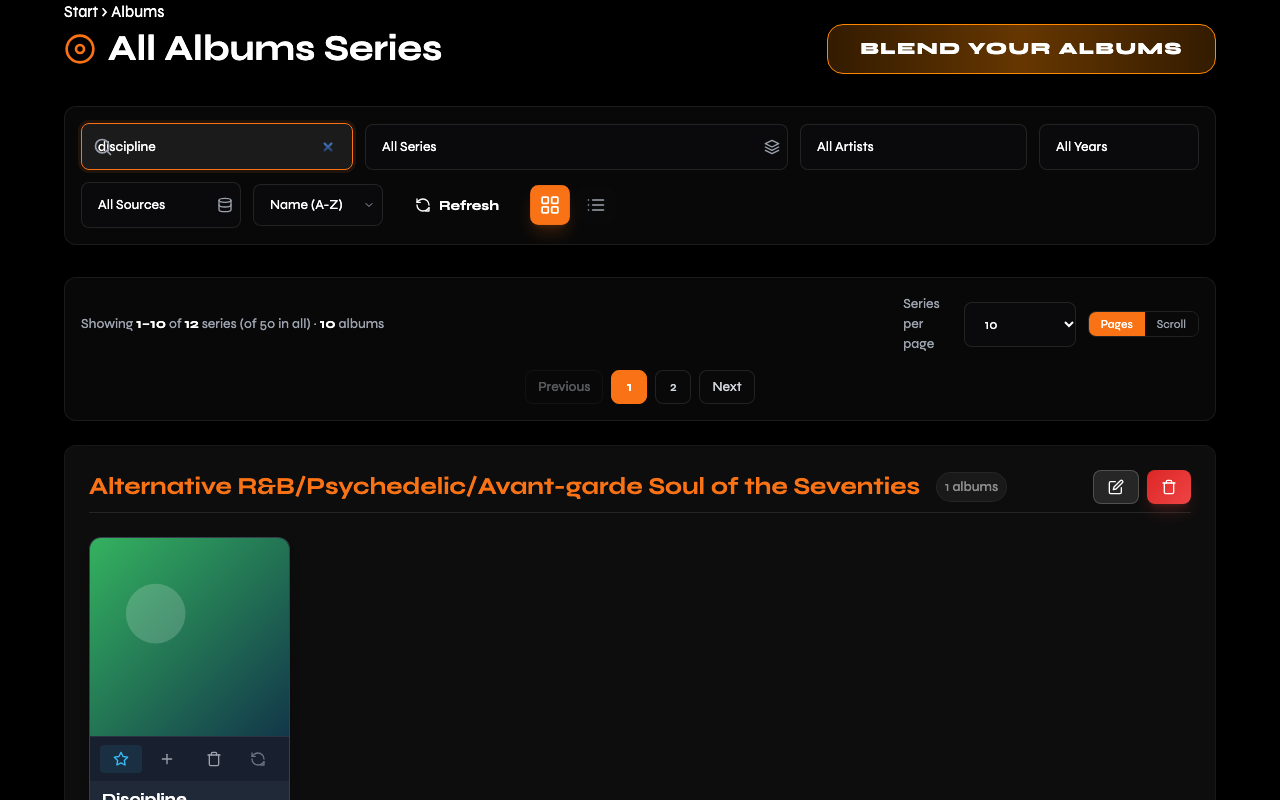 Start › Albums
All Albums Series
BLEND YOUR ALBUMS
discipline
All Series
All Artists
All Years
All Sources
Name (A-Z)
Refresh
Showing 1–10 of 12 series (of 50 in all) · 10 albums
Series per page
10
Pages
Scroll
Previous
1
2
Next
Alternative R&B/Psychedelic/Avant-garde Soul of the Seventies
1 albums
Discipline